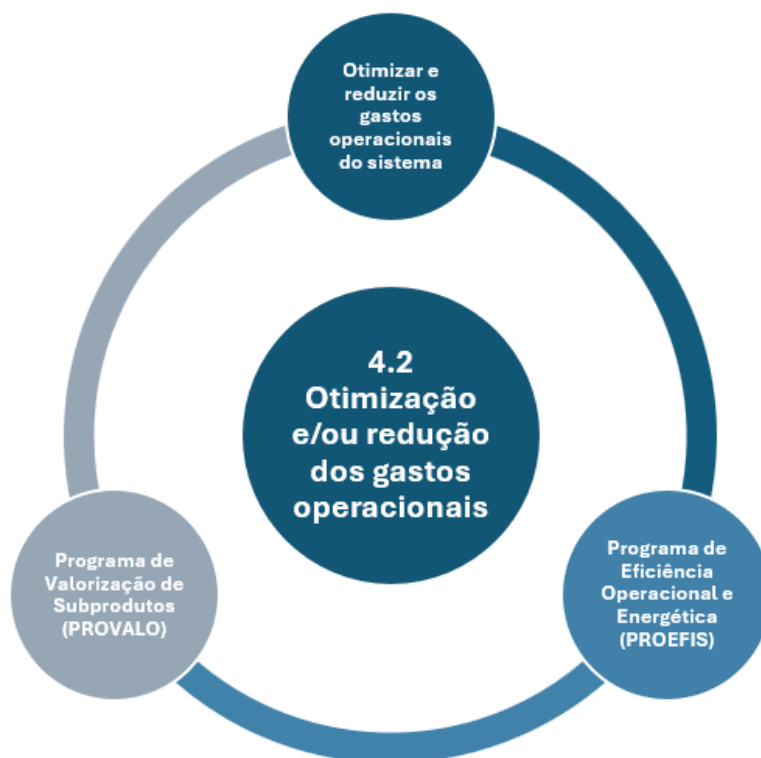 Otimizar e
reduzir os
gastos
operacionais
do sistema
4.2
Otimização
e/ou redução
dos gastos
operacionais
Programa de
Valorização de
Subprodutos
(PROVALO)
Programa de
Eficiência
Operacional e
Energética
(PROEFIS)